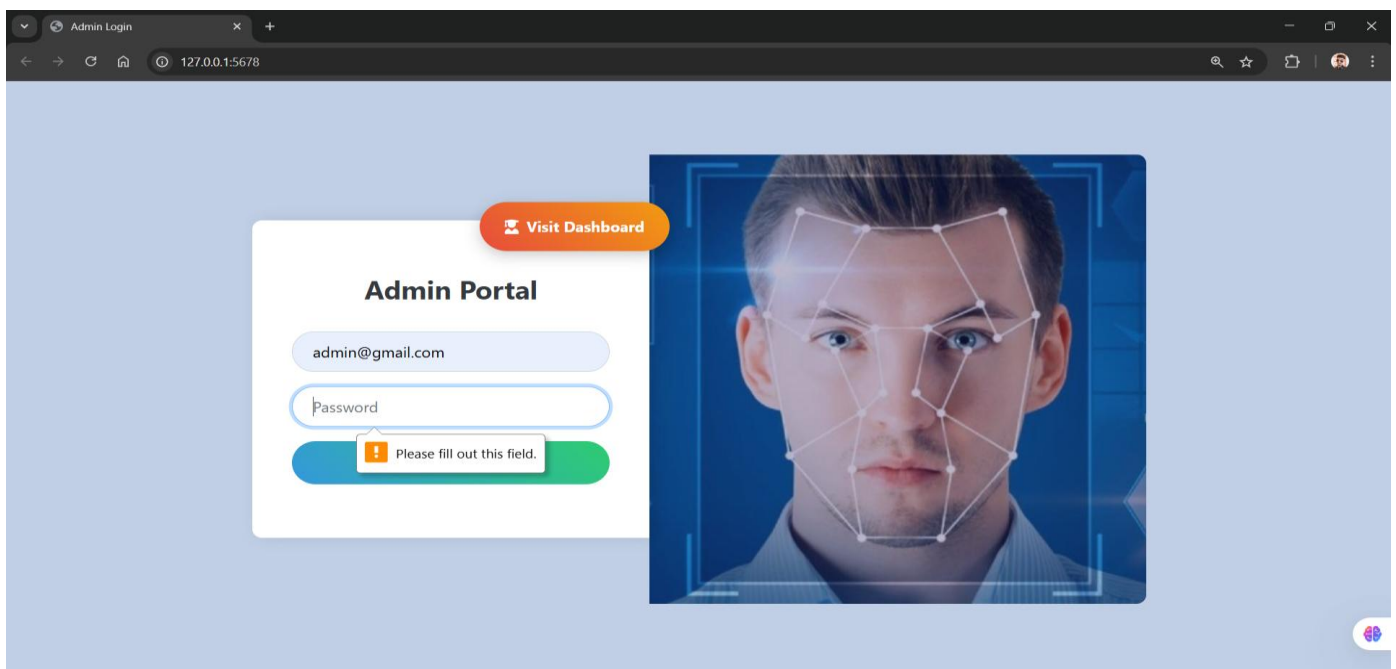 Admin Login
127.0.0.1:5678
Visit Dashboard
Admin Portal
admin@gmail.com
Password
Please fill out this field.